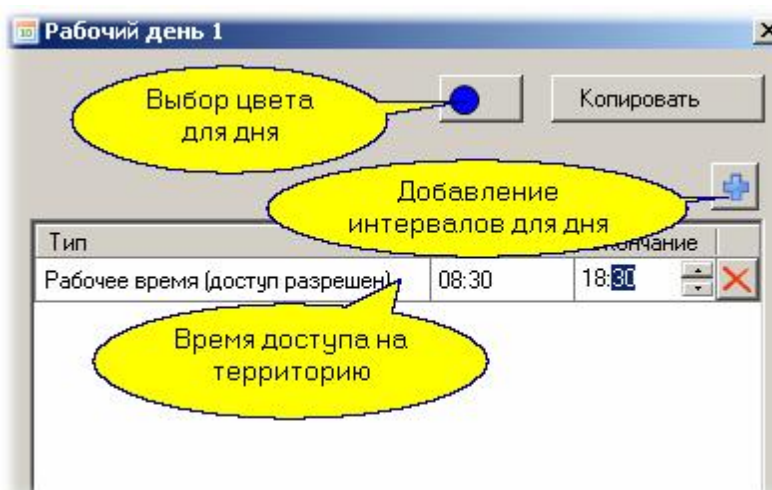 Рабочий день 1
Выбор цвета
для дня
Копировать
Добавление
интервалов для дня
Тип
Рабочее время (доступ разрешен)
08:30
18:30
Время доступа на
территорию